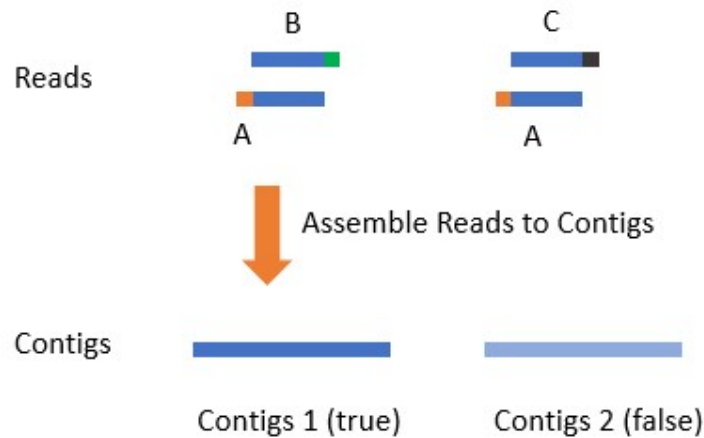 B
C
Reads
A
A
Assemble Reads to Contigs
Contigs
Contigs 1 (true)
Contigs 2 (false)